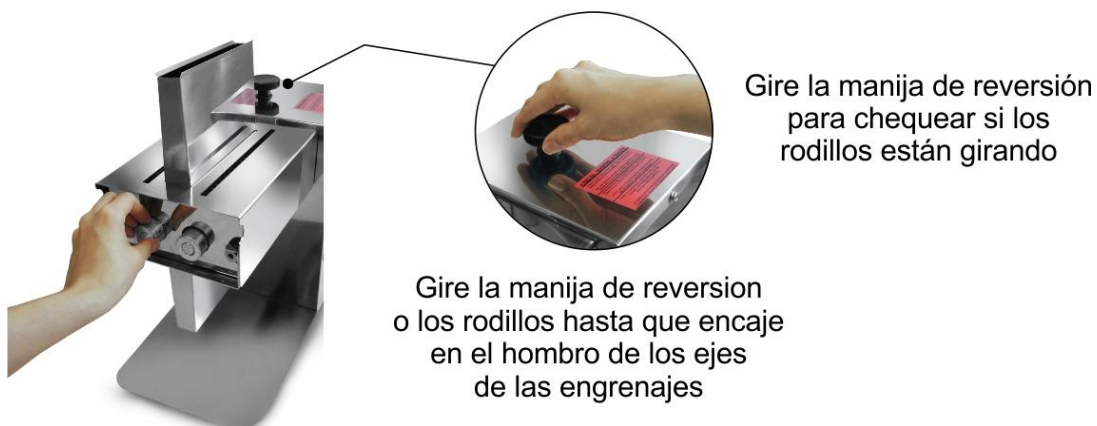 Gire la manija de reversión
para chequear si los
rodillos están girando
Gire la manija de reversion
o los rodillos hasta que encaje
en el hombro de los ejes
de las engrenajes